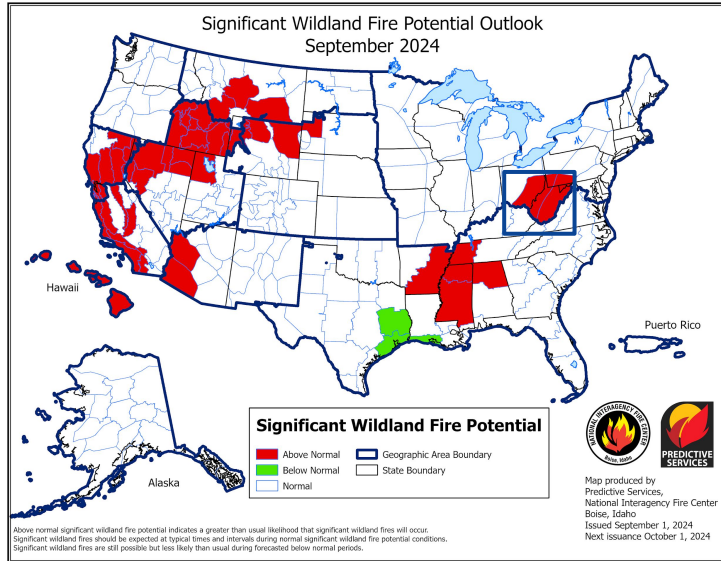 Significant Wildland Fire Potential Outlook
September 2024
Hawaii
Puerto Rico
Alaska
Significant Wildland Fire Potential
Above Normal
Geographic Area Boundary
Below Normal
State Boundary
Normal
NATIONAL INTERAGENCY FIRE CENTER
Boise, Idaho
PREDICTIVE
SERVICES
Map produced by
Predictive Services,
National Interagency Fire Center
Boise, Idaho
Issued September 1, 2024
Next issuance October 1, 2024
Above normal significant wildland fire potential indicates a greater than usual likelihood that significant wildland fires will occur.
Significant wildland fires should be expected at typical times and intervals during normal significant wildland fire potential conditions.
Significant wildland fires are still possible but less likely than usual during forecasted below normal periods.